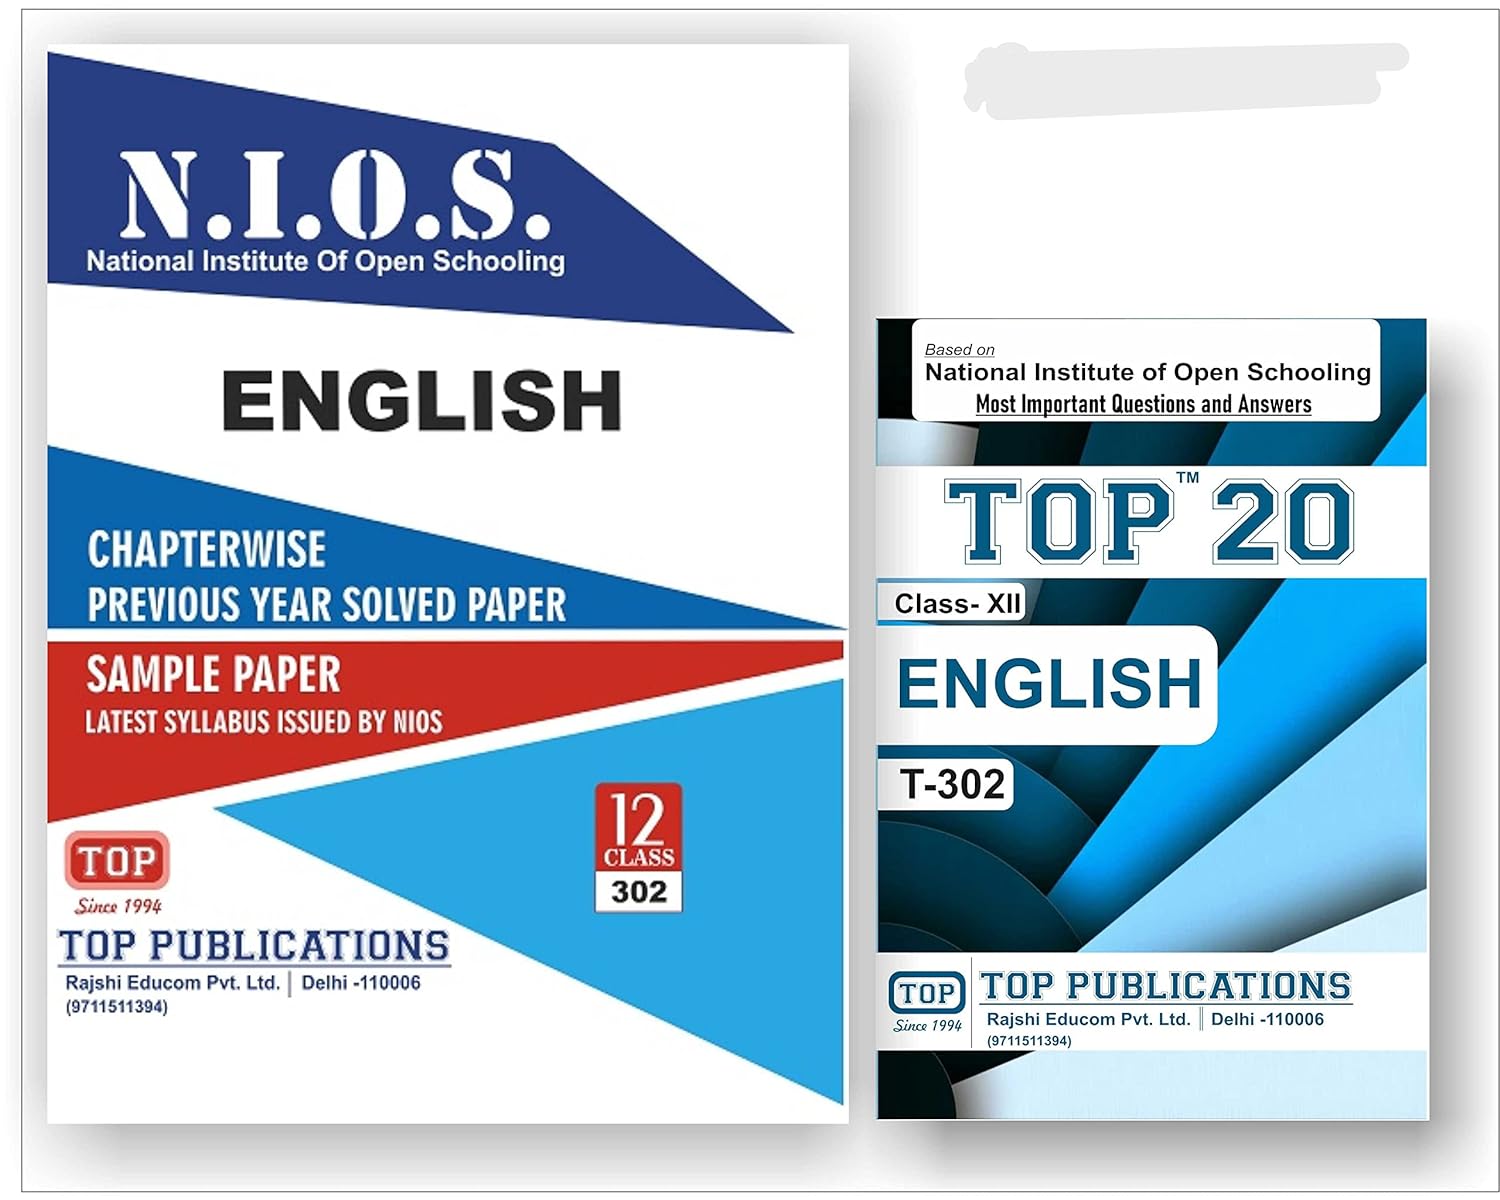 N.I.O.S.
National Institute Of Open Schooling
ENGLISH
CHAPTERWISE
PREVIOUS YEAR SOLVED PAPER
SAMPLE PAPER
LATEST SYLLABUS ISSUED BY NIOS
12
CLASS
302
TOP
Since 1994
TOP PUBLICATIONS
Rajshi Educom Pvt. Ltd. | Delhi -110006
(9711511394)
Based on
National Institute of Open Schooling
Most Important Questions and Answers
TOP™ 20
Class- XII
ENGLISH
T-302
TOP
Since 1994
TOP PUBLICATIONS
Rajshi Educom Pvt. Ltd. || Delhi -110006
(9711511394)